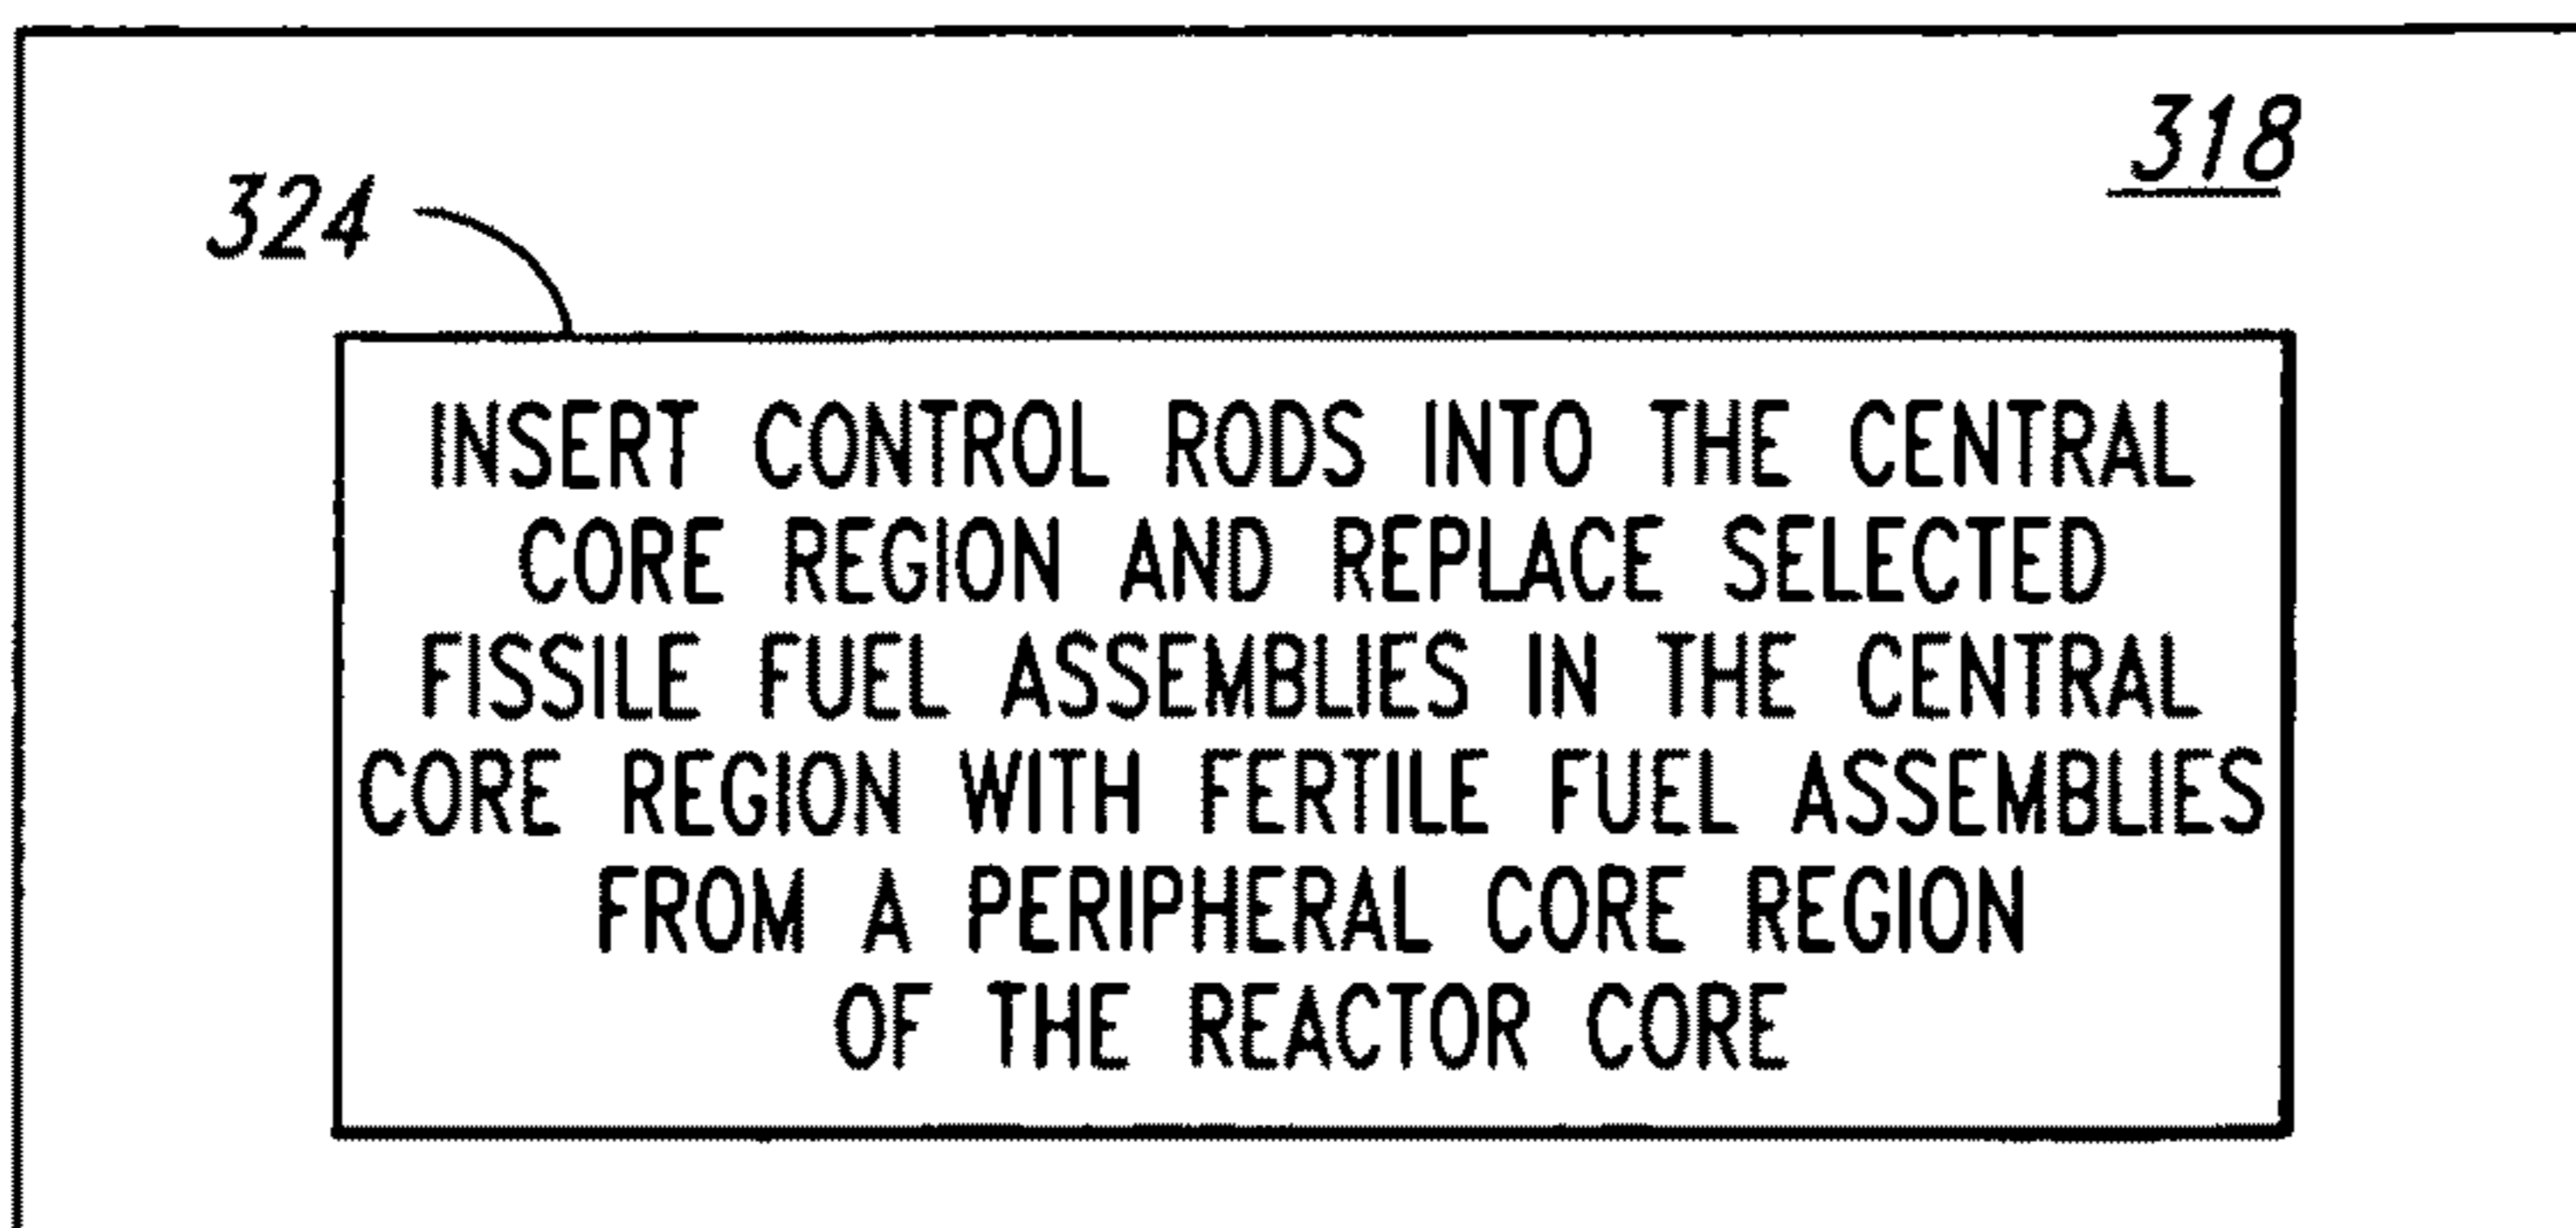 318
324
INSERT CONTROL RODS INTO THE CENTRAL
CORE REGION AND REPLACE SELECTED
FISSILE FUEL ASSEMBLIES IN THE CENTRAL
CORE REGION WITH FERTILE FUEL ASSEMBLIES
FROM A PERIPHERAL CORE REGION
OF THE REACTOR CORE